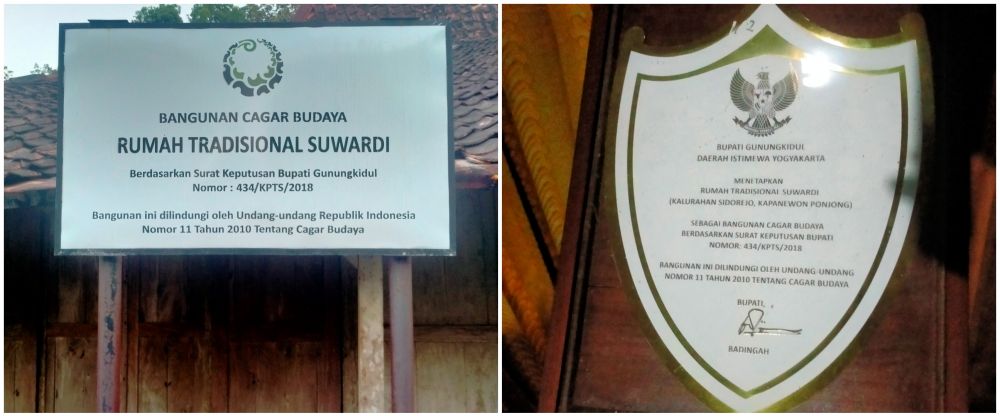 BANGUNAN CAGAR BUDAYA
RUMAH TRADISIONAL SUWARDI
Berdasarkan Surat Keputusan Bupati Gunungkidul
Nomor : 434/KPTS/2018
Bangunan ini dilindungi oleh Undang-undang Republik Indonesia
Nomor 11 Tahun 2010 Tentang Cagar Budaya
BUPATI GUNUNGKIDUL
DAERAH ISTIMEWA YOGYAKARTA
MENETAPKAN
RUMAH TRADISIONAL SUWARDI
(KALURAHAN SIDOREJO, KAPANEWON PONJONG)
SEBAGAI BANGUNAN CAGAR BUDAYA
BERDASARKAN SURAT KEPUTUSAN BUPATI
NOMOR: 434/KPTS/2018
BANGUNAN INI DILINDUNGI OLEH UNDANG-UNDANG
NOMOR 11 TAHUN 2010 TENTANG CAGAR BUDAYA
BUPATI,
BADINGAH